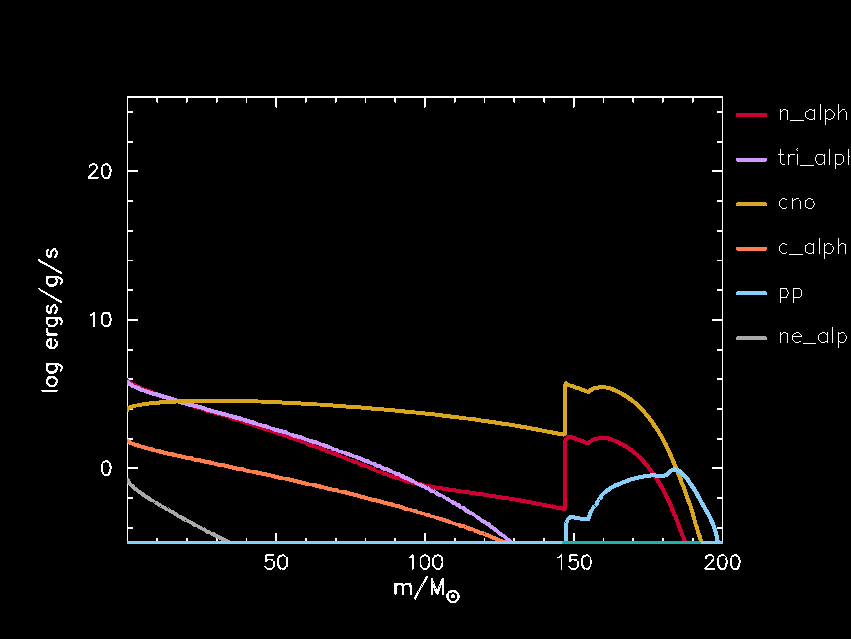 n_alph
tri_alph
20
cno
c_alph
log ergs/g/s
pp
10
ne_alp
0
50 100 150 200
m/M☉